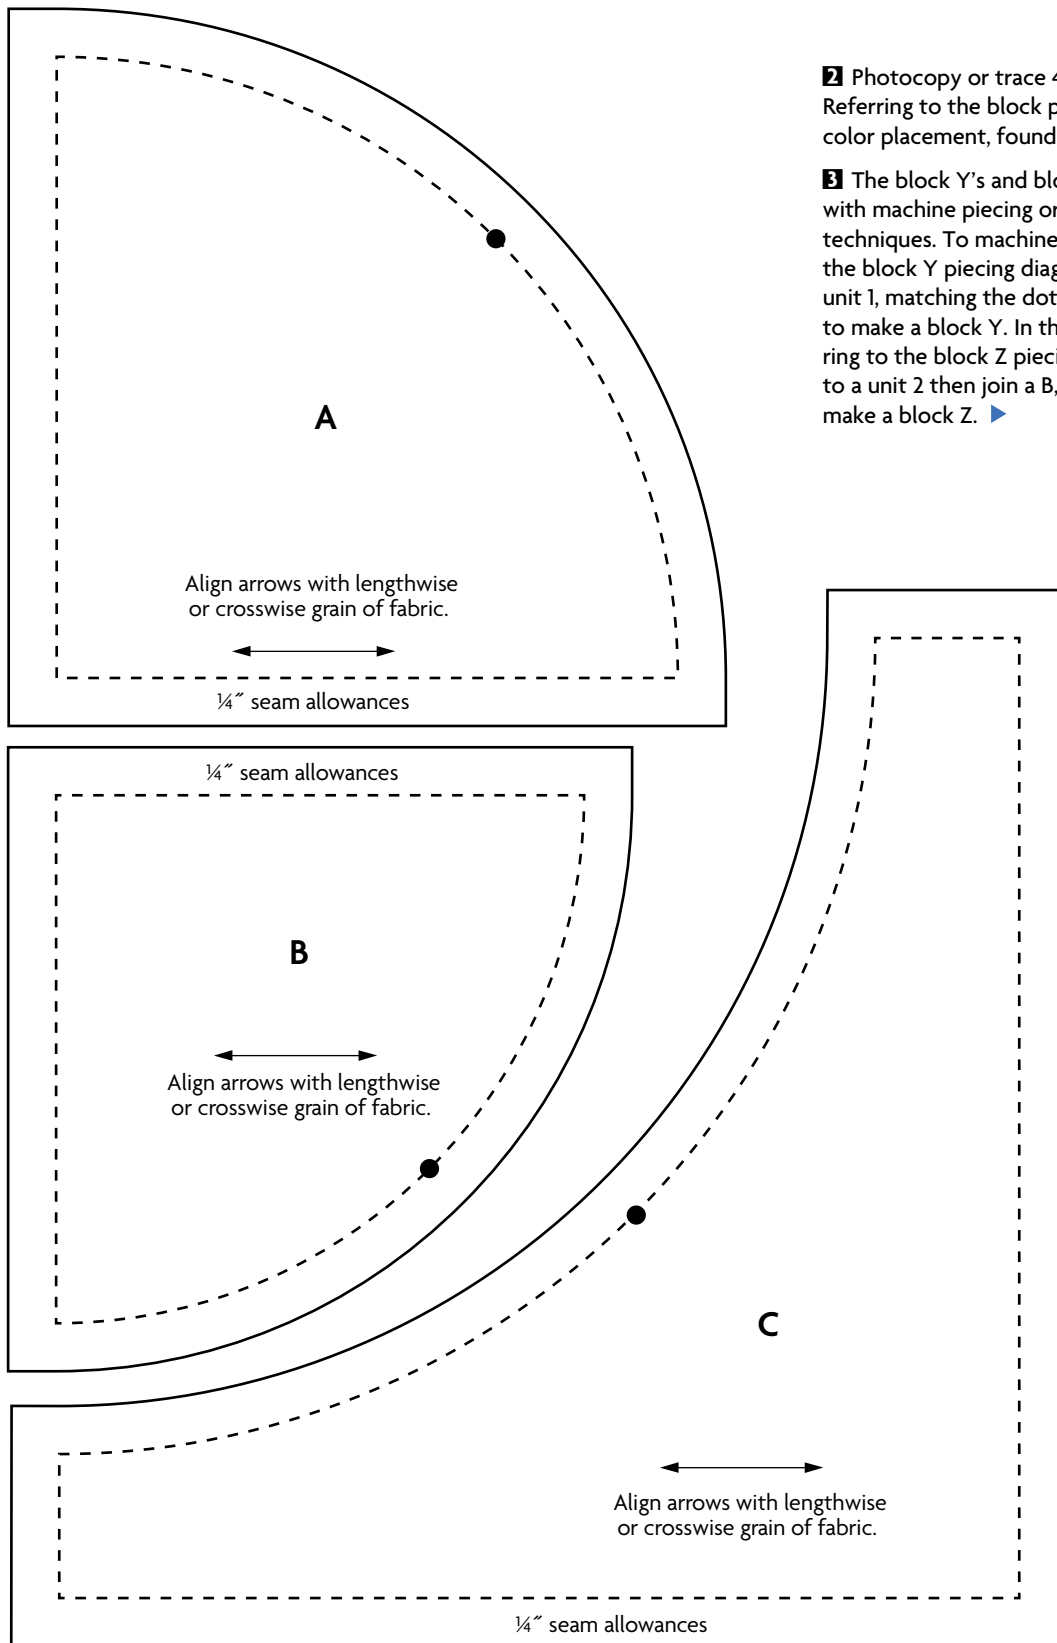 2 Photocopy or trace 4
Referring to the block p
color placement, found
3 The block Y's and blo
with machine piecing or
techniques. To machine
the block Y piecing diag
unit 1, matching the dot
to make a block Y. In th
ring to the block Z pieci
to a unit 2 then join a B,
make a block Z.
A
Align arrows with lengthwise
or crosswise grain of fabric.
¼″ seam allowances
¼″ seam allowances
B
Align arrows with lengthwise
or crosswise grain of fabric.
C
Align arrows with lengthwise
or crosswise grain of fabric.
¼″ seam allowances